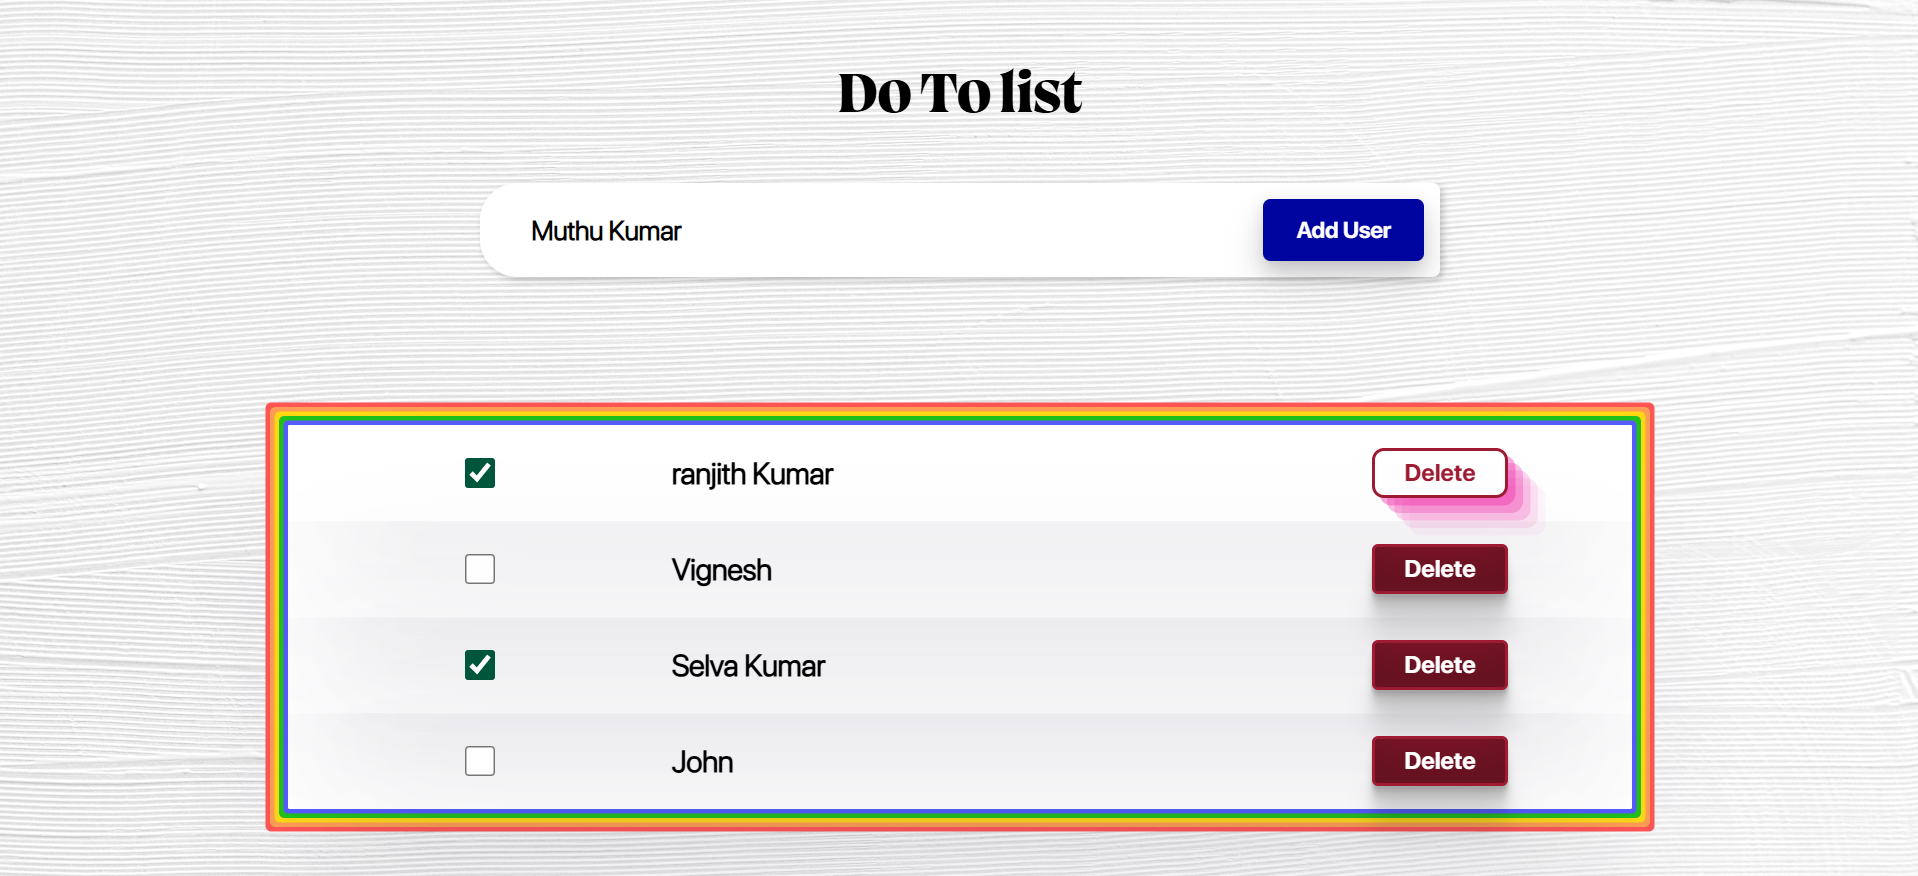 Do To list
Muthu Kumar Add User
ranjith Kumar Delete
Vignesh Delete
Selva Kumar Delete
John Delete